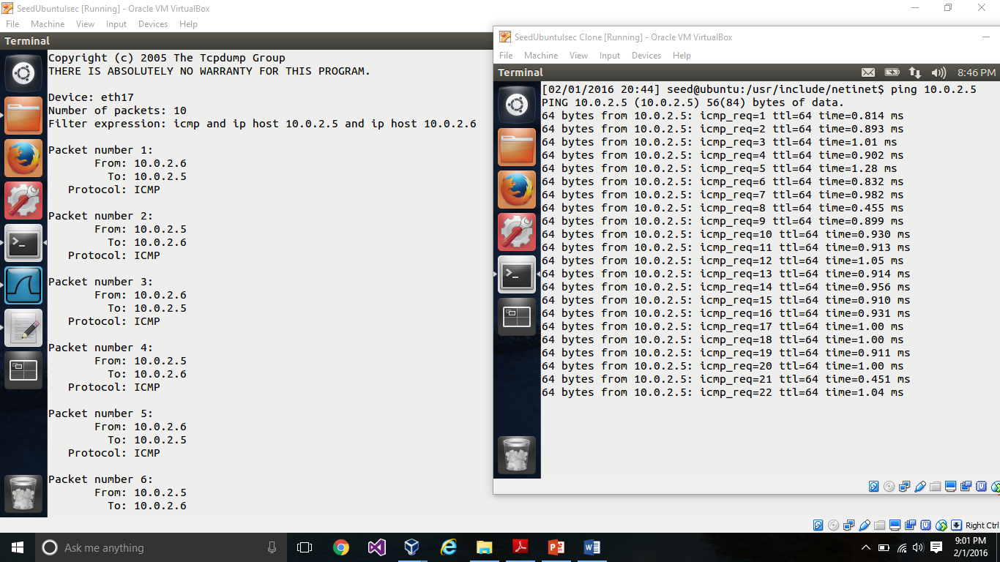 SeedUbuntuIsec [Running] - Oracle VM VirtualBox
File Machine View Input Devices Help
Terminal
Copyright (c) 2005 The Tcpdump Group
THERE IS ABSOLUTELY NO WARRANTY FOR THIS PROGRAM.
Device: eth17
Number of packets: 10
Filter expression: icmp and ip host 10.0.2.5 and ip host 10.0.2.6
Packet number 1:
From: 10.0.2.6
To: 10.0.2.5
Protocol: ICMP
Packet number 2:
From: 10.0.2.5
To: 10.0.2.6
Protocol: ICMP
Packet number 3:
From: 10.0.2.6
To: 10.0.2.5
Protocol: ICMP
Packet number 4:
From: 10.0.2.5
To: 10.0.2.6
Protocol: ICMP
Packet number 5:
From: 10.0.2.6
To: 10.0.2.5
Protocol: ICMP
Packet number 6:
From: 10.0.2.5
To: 10.0.2.6
SeedUbuntuIsec Clone [Running] - Oracle VM VirtualBox
File Machine View Input Devices Help
Terminal 8:46 PM
[02/01/2016 20:44] seed@ubuntu:/usr/include/netinet$ ping 10.0.2.5
PING 10.0.2.5 (10.0.2.5) 56(84) bytes of data.
64 bytes from 10.0.2.5: icmp_req=1 ttl=64 time=0.814 ms
64 bytes from 10.0.2.5: icmp_req=2 ttl=64 time=0.893 ms
64 bytes from 10.0.2.5: icmp_req=3 ttl=64 time=1.01 ms
64 bytes from 10.0.2.5: icmp_req=4 ttl=64 time=0.902 ms
64 bytes from 10.0.2.5: icmp_req=5 ttl=64 time=1.28 ms
64 bytes from 10.0.2.5: icmp_req=6 ttl=64 time=0.832 ms
64 bytes from 10.0.2.5: icmp_req=7 ttl=64 time=0.982 ms
64 bytes from 10.0.2.5: icmp_req=8 ttl=64 time=0.455 ms
64 bytes from 10.0.2.5: icmp_req=9 ttl=64 time=0.899 ms
64 bytes from 10.0.2.5: icmp_req=10 ttl=64 time=0.930 ms
64 bytes from 10.0.2.5: icmp_req=11 ttl=64 time=0.913 ms
64 bytes from 10.0.2.5: icmp_req=12 ttl=64 time=1.05 ms
64 bytes from 10.0.2.5: icmp_req=13 ttl=64 time=0.914 ms
64 bytes from 10.0.2.5: icmp_req=14 ttl=64 time=0.956 ms
64 bytes from 10.0.2.5: icmp_req=15 ttl=64 time=0.910 ms
64 bytes from 10.0.2.5: icmp_req=16 ttl=64 time=0.931 ms
64 bytes from 10.0.2.5: icmp_req=17 ttl=64 time=1.00 ms
64 bytes from 10.0.2.5: icmp_req=18 ttl=64 time=1.00 ms
64 bytes from 10.0.2.5: icmp_req=19 ttl=64 time=0.911 ms
64 bytes from 10.0.2.5: icmp_req=20 ttl=64 time=1.00 ms
64 bytes from 10.0.2.5: icmp_req=21 ttl=64 time=0.451 ms
64 bytes from 10.0.2.5: icmp_req=22 ttl=64 time=1.04 ms
Right Ctrl
Ask me anything
9:01 PM
2/1/2016